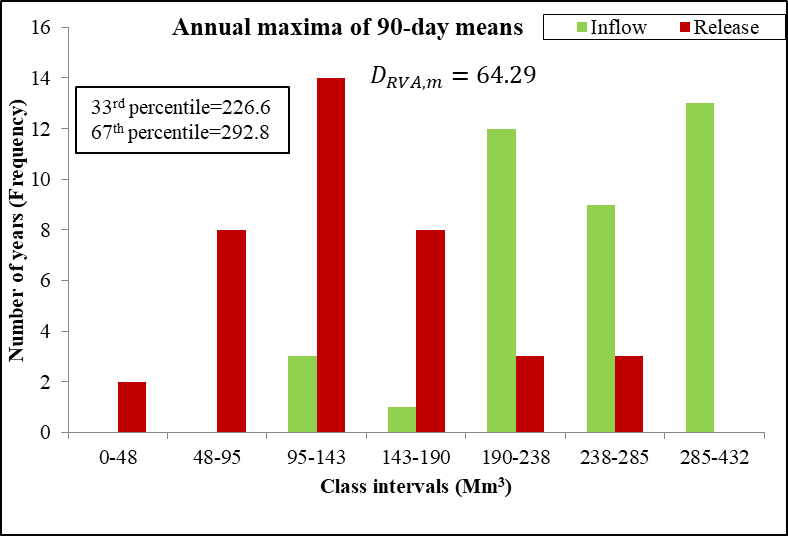 Annual maxima of 90-day means
Inflow Release
D_{RVA,m} = 64.29
33rd percentile=226.6
67th percentile=292.8
Number of years (Frequency)
16
14
12
10
8
6
4
2
0
0-48 48-95 95-143 143-190 190-238 238-285 285-432
Class intervals (Mm³)